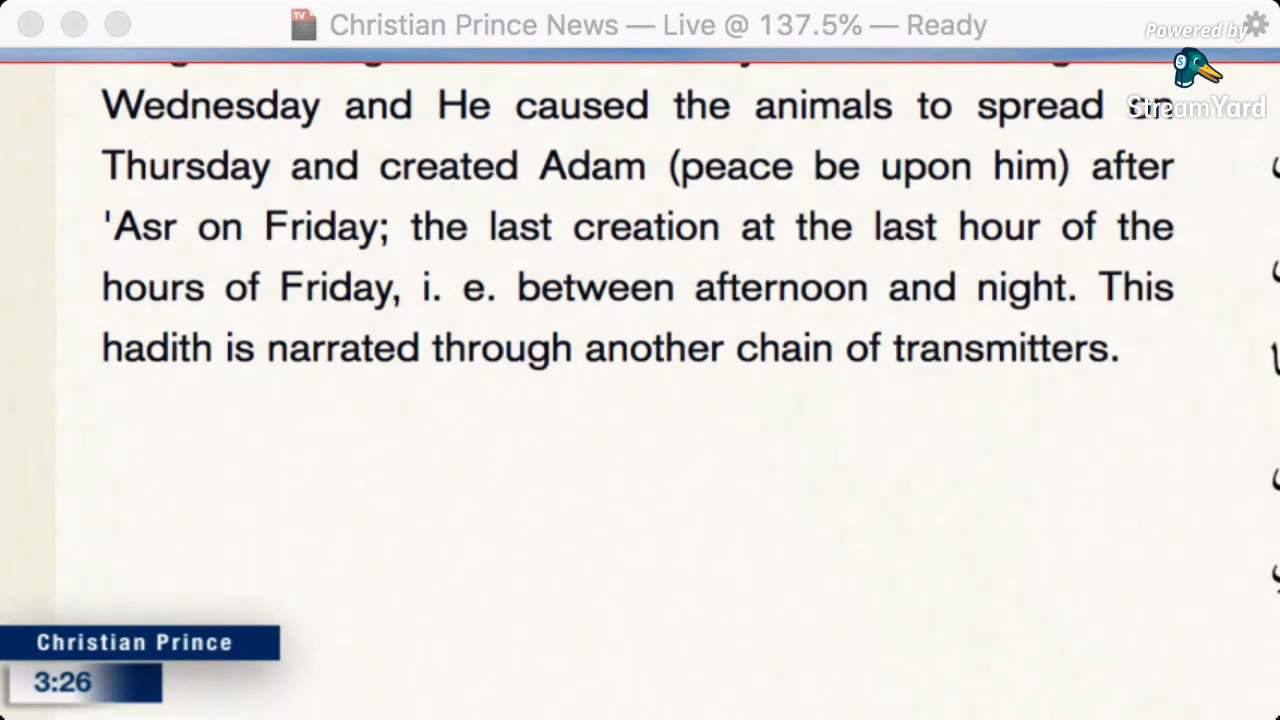 Christian Prince News — Live @ 137.5% — Ready
Powered by
StreamYard
Wednesday and He caused the animals to spread on
Thursday and created Adam (peace be upon him) after
'Asr on Friday; the last creation at the last hour of the
hours of Friday, i. e. between afternoon and night. This
hadith is narrated through another chain of transmitters.
Christian Prince
3:26